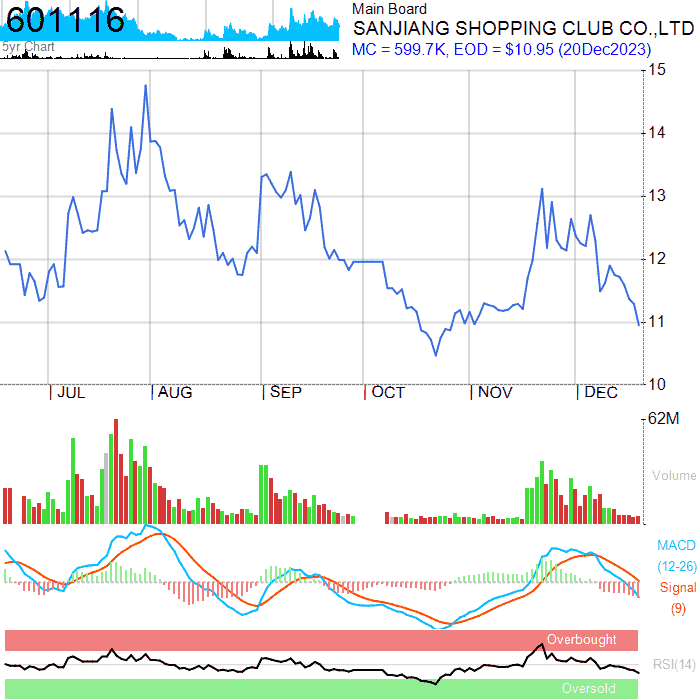 601116
5yr Chart
Main Board
SANJIANG SHOPPING CLUB CO.,LTD
MC = 599.7K, EOD = $10.95 (20Dec2023)
15
14
13
12
11
10
JUL AUG SEP OCT NOV DEC
62M
Volume
MACD
(12-26)
Signal
(9)
Overbought
RSI(14)
Oversold